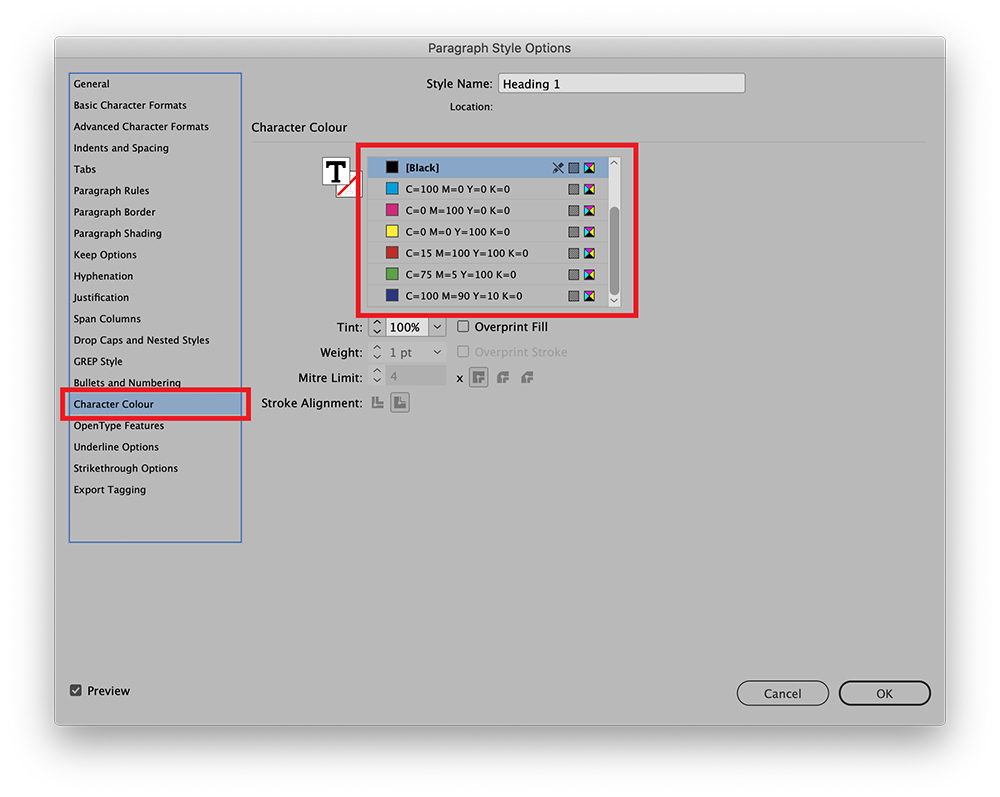 Paragraph Style Options
General
Basic Character Formats
Advanced Character Formats
Indents and Spacing
Tabs
Paragraph Rules
Paragraph Border
Paragraph Shading
Keep Options
Hyphenation
Justification
Span Columns
Drop Caps and Nested Styles
GREP Style
Bullets and Numbering
Character Colour
OpenType Features
Underline Options
Strikethrough Options
Export Tagging
Style Name: Heading 1
Location:
Character Colour
T
[Black]
C=100 M=0 Y=0 K=0
C=0 M=100 Y=0 K=0
C=0 M=0 Y=100 K=0
C=15 M=100 Y=100 K=0
C=75 M=5 Y=100 K=0
C=100 M=90 Y=10 K=0
Tint: 100% Overprint Fill
Weight: 1 pt Overprint Stroke
Mitre Limit: 4 x
Stroke Alignment:
Preview
Cancel OK